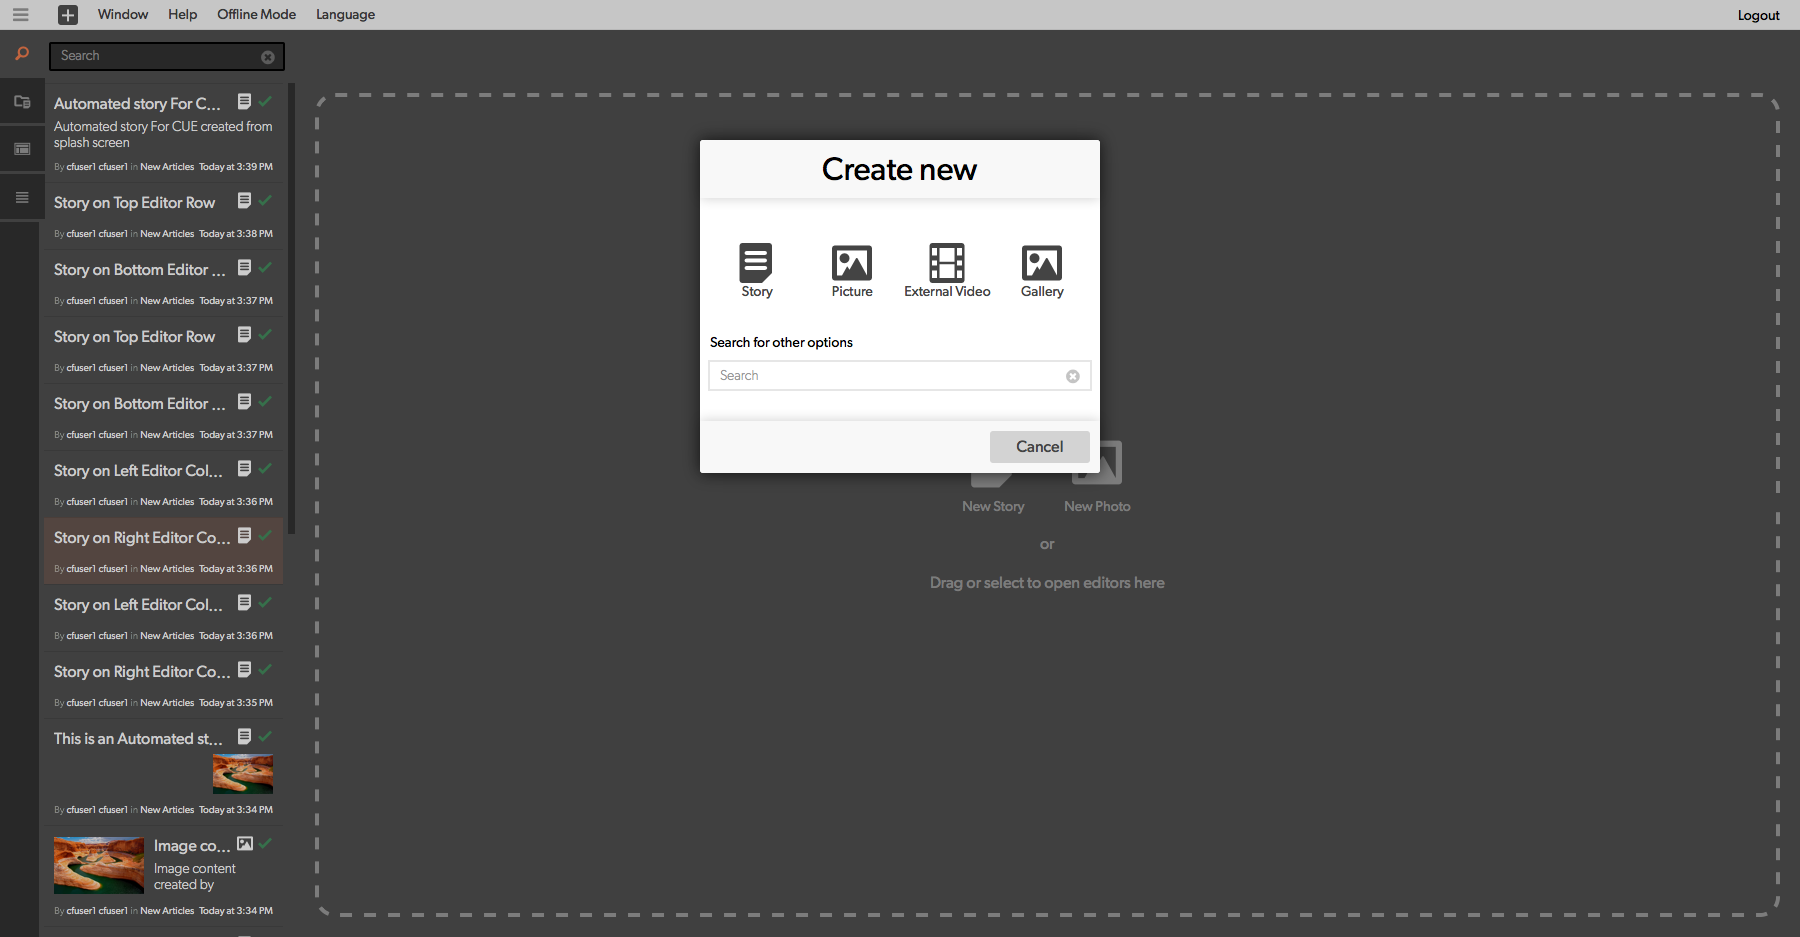 Window Help Offline Mode Language Logout
Search
Automated story For C...
Automated story For CUE created from
splash screen
By cfuser1 cfuser1 in New Articles Today at 3:39 PM
Story on Top Editor Row
By cfuser1 cfuser1 in New Articles Today at 3:38 PM
Story on Bottom Editor ...
By cfuser1 cfuser1 in New Articles Today at 3:37 PM
Story on Top Editor Row
By cfuser1 cfuser1 in New Articles Today at 3:37 PM
Story on Bottom Editor ...
By cfuser1 cfuser1 in New Articles Today at 3:37 PM
Story on Left Editor Col...
By cfuser1 cfuser1 in New Articles Today at 3:36 PM
Story on Right Editor Co...
By cfuser1 cfuser1 in New Articles Today at 3:36 PM
Story on Left Editor Col...
By cfuser1 cfuser1 in New Articles Today at 3:36 PM
Story on Right Editor Co...
By cfuser1 cfuser1 in New Articles Today at 3:35 PM
This is an Automated st...
By cfuser1 cfuser1 in New Articles Today at 3:34 PM
Image co...
Image content
created by
By cfuser1 cfuser1 in New Articles Today at 3:34 PM
Create new
Story Picture External Video Gallery
Search for other options
Search
Cancel
New Story New Photo
or
Drag or select to open editors here